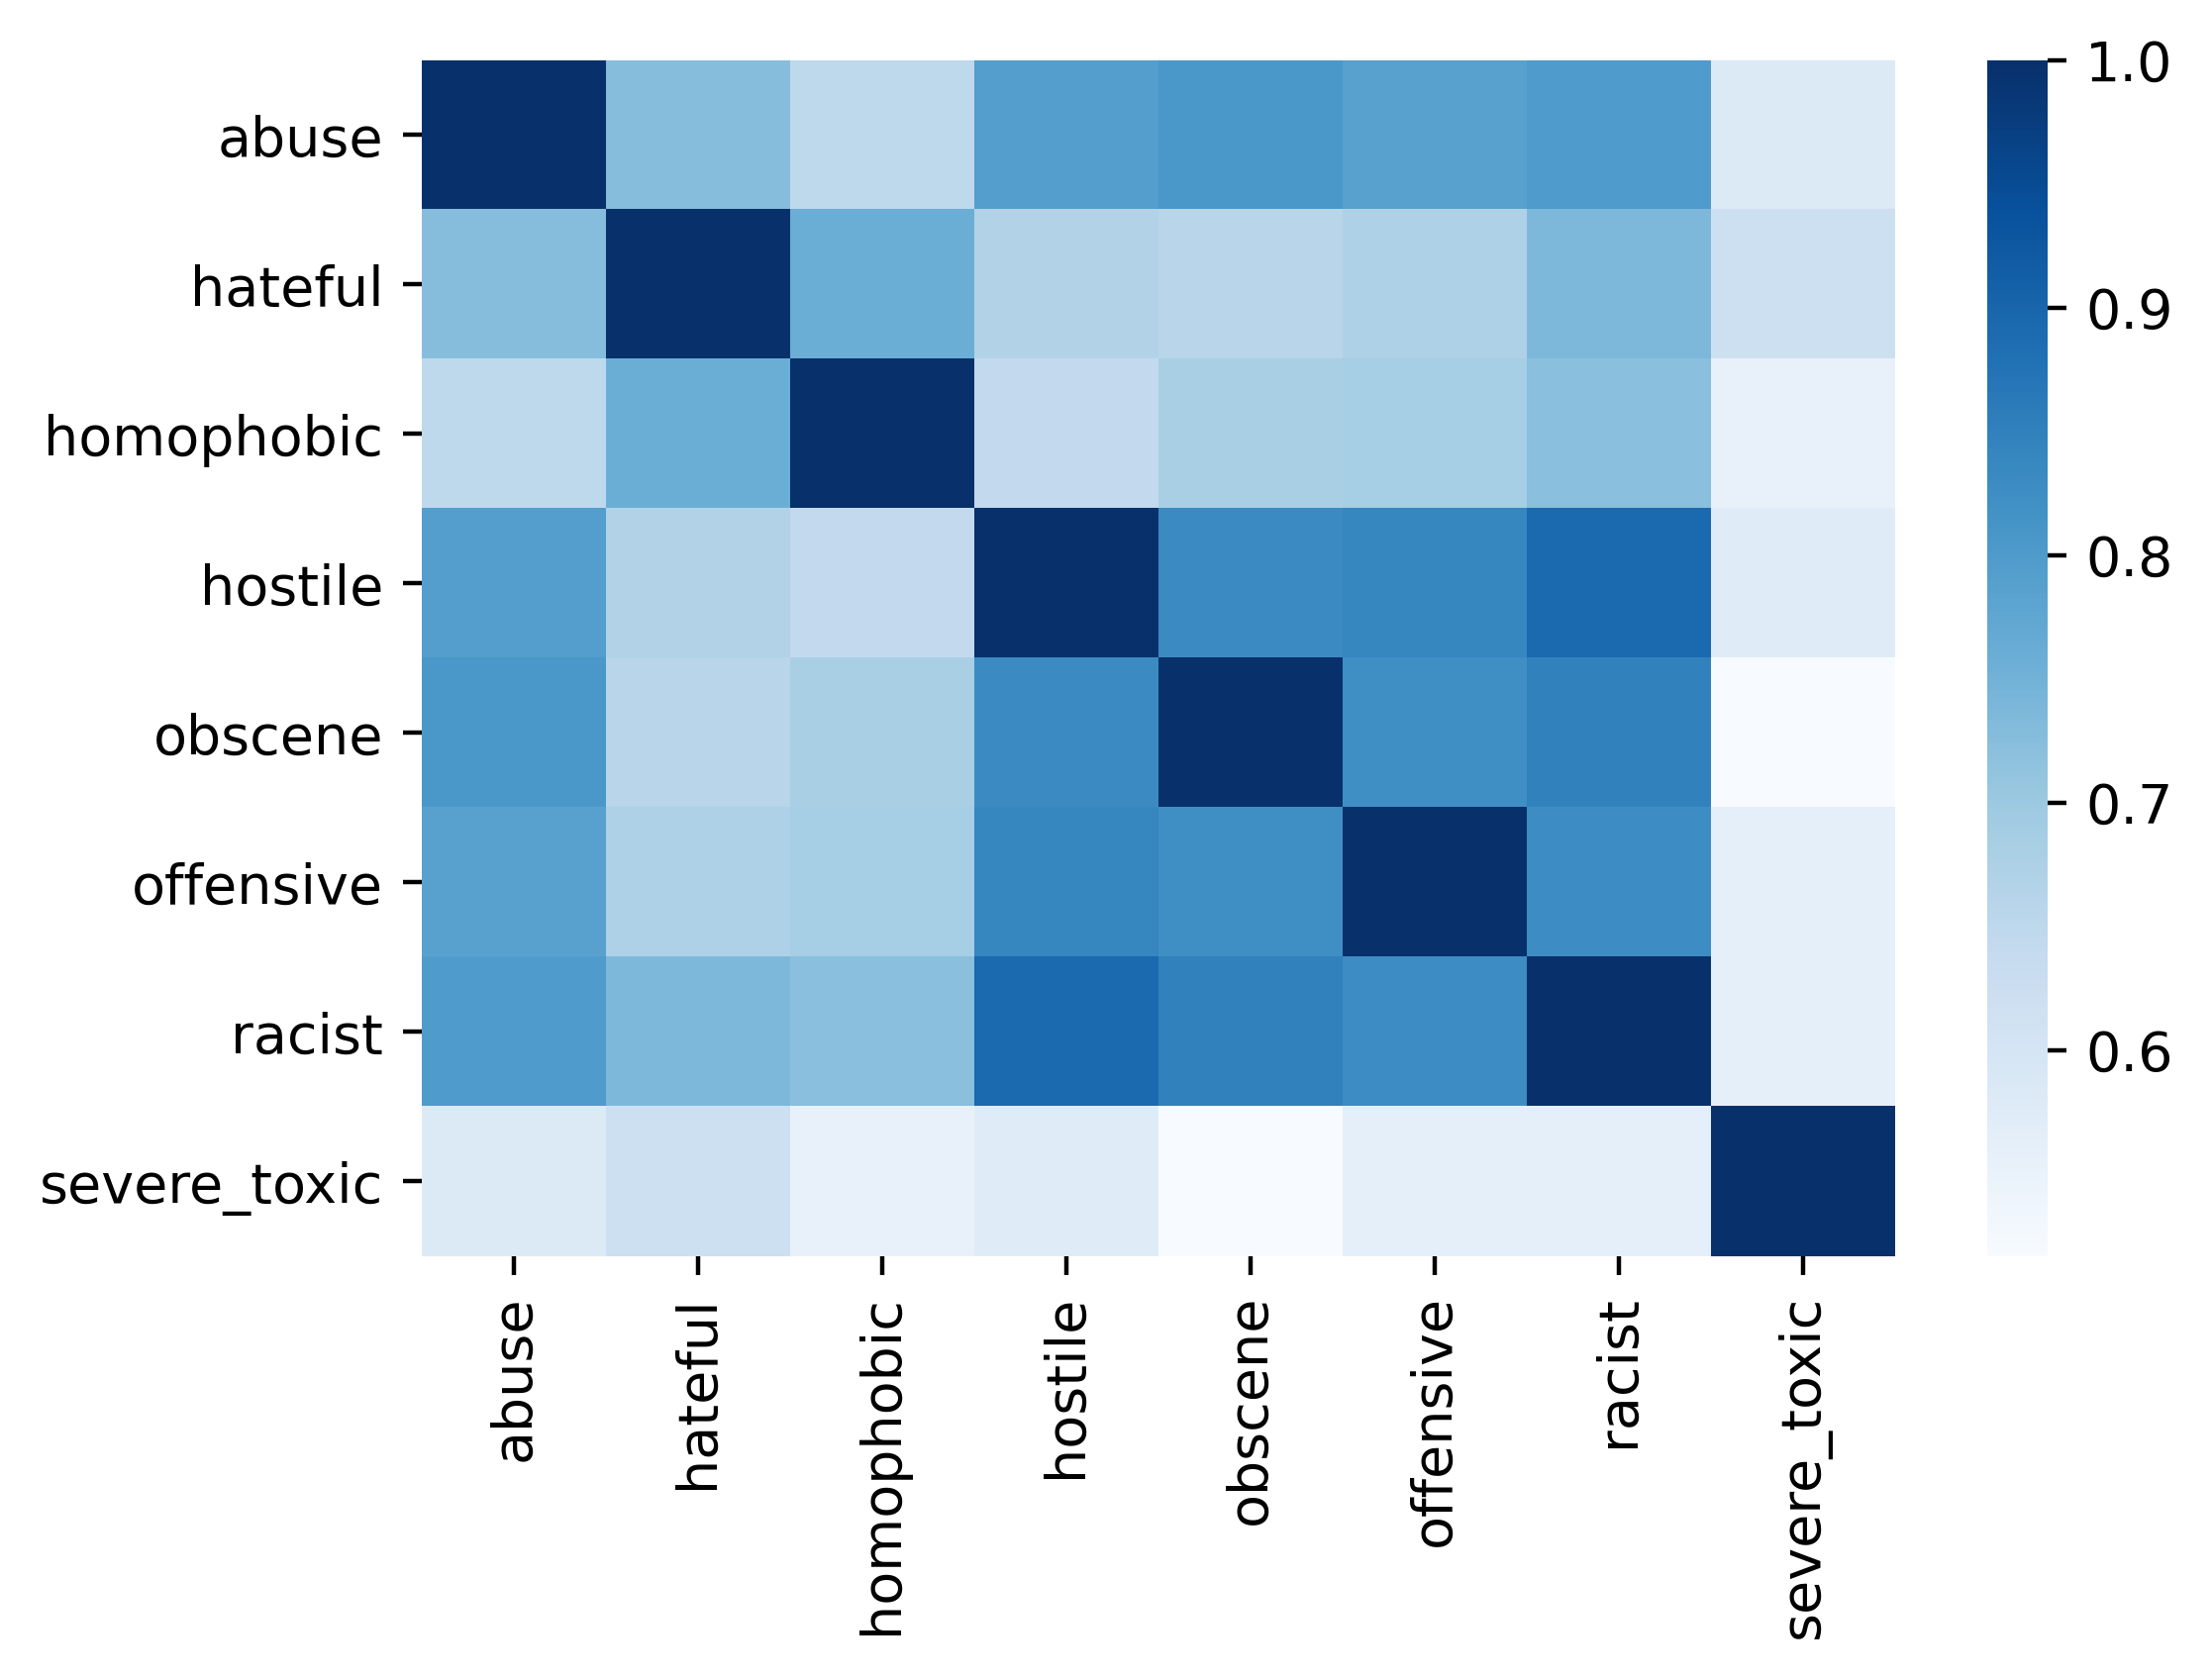 abuse
hateful
homophobic
hostile
obscene
offensive
racist
severe_toxic
abuse
hateful
homophobic
hostile
obscene
offensive
racist
severe_toxic
1.0
0.9
0.8
0.7
0.6